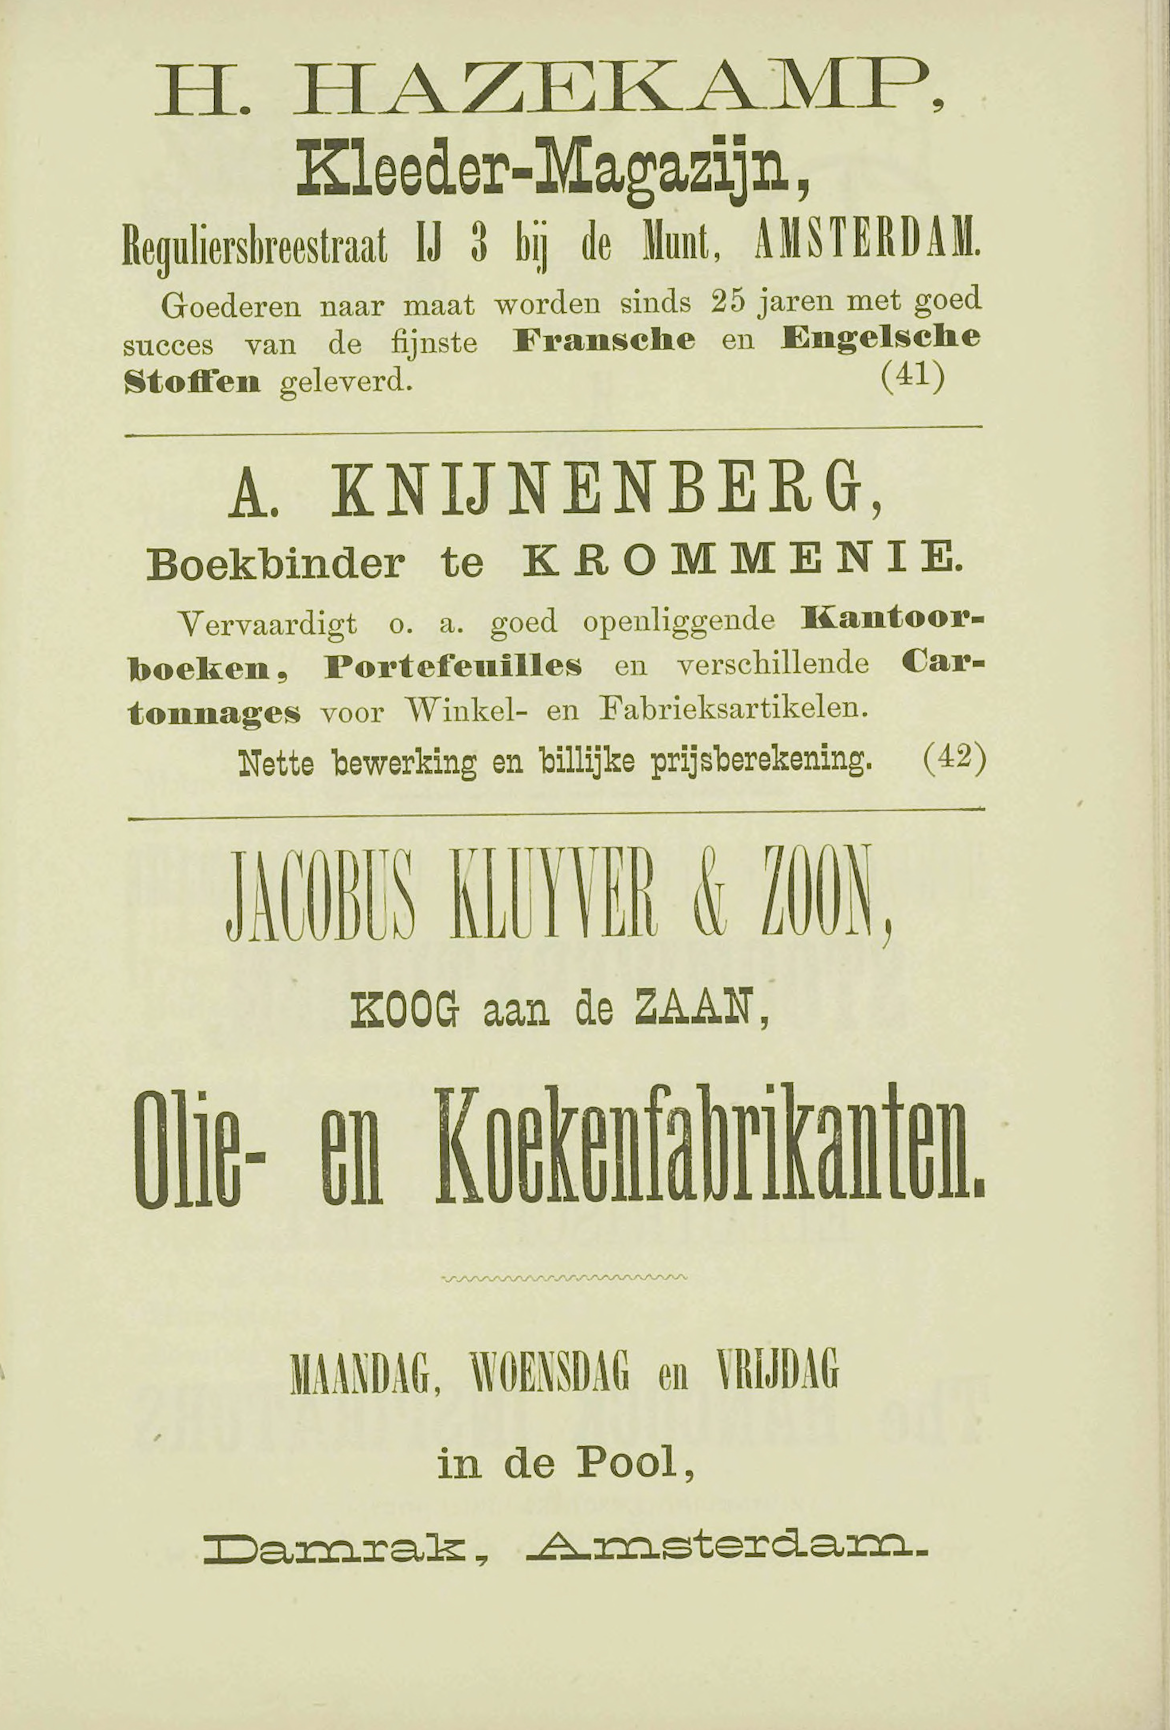 H. HAZEKAMP,
Kleeder-Magazijn,
Reguliersbreestraat IJ 3 bij de Munt, AMSTERDAM.
Goederen naar maat worden sinds 25 jaren met goed
succes van de fijnste Fransche en Engelsche
Stoffen geleverd. (41)
A. KNIJNENBERG,
Boekbinder te KROMMENIE.
Vervaardigt o. a. goed openliggende Kantoor-
boeken, Portefeuilles en verschillende Car-
tonnages voor Winkel- en Fabrieksartikelen.
Nette bewerking en billijke prijsberekening. (42)
JACOBUS KLUYVER & ZOON,
KOOG aan de ZAAN,
Olie- en Koekenfabrikanten.
MAANDAG, WOENSDAG en VRIJDAG
in de Pool,
Damrak, Amsterdam.